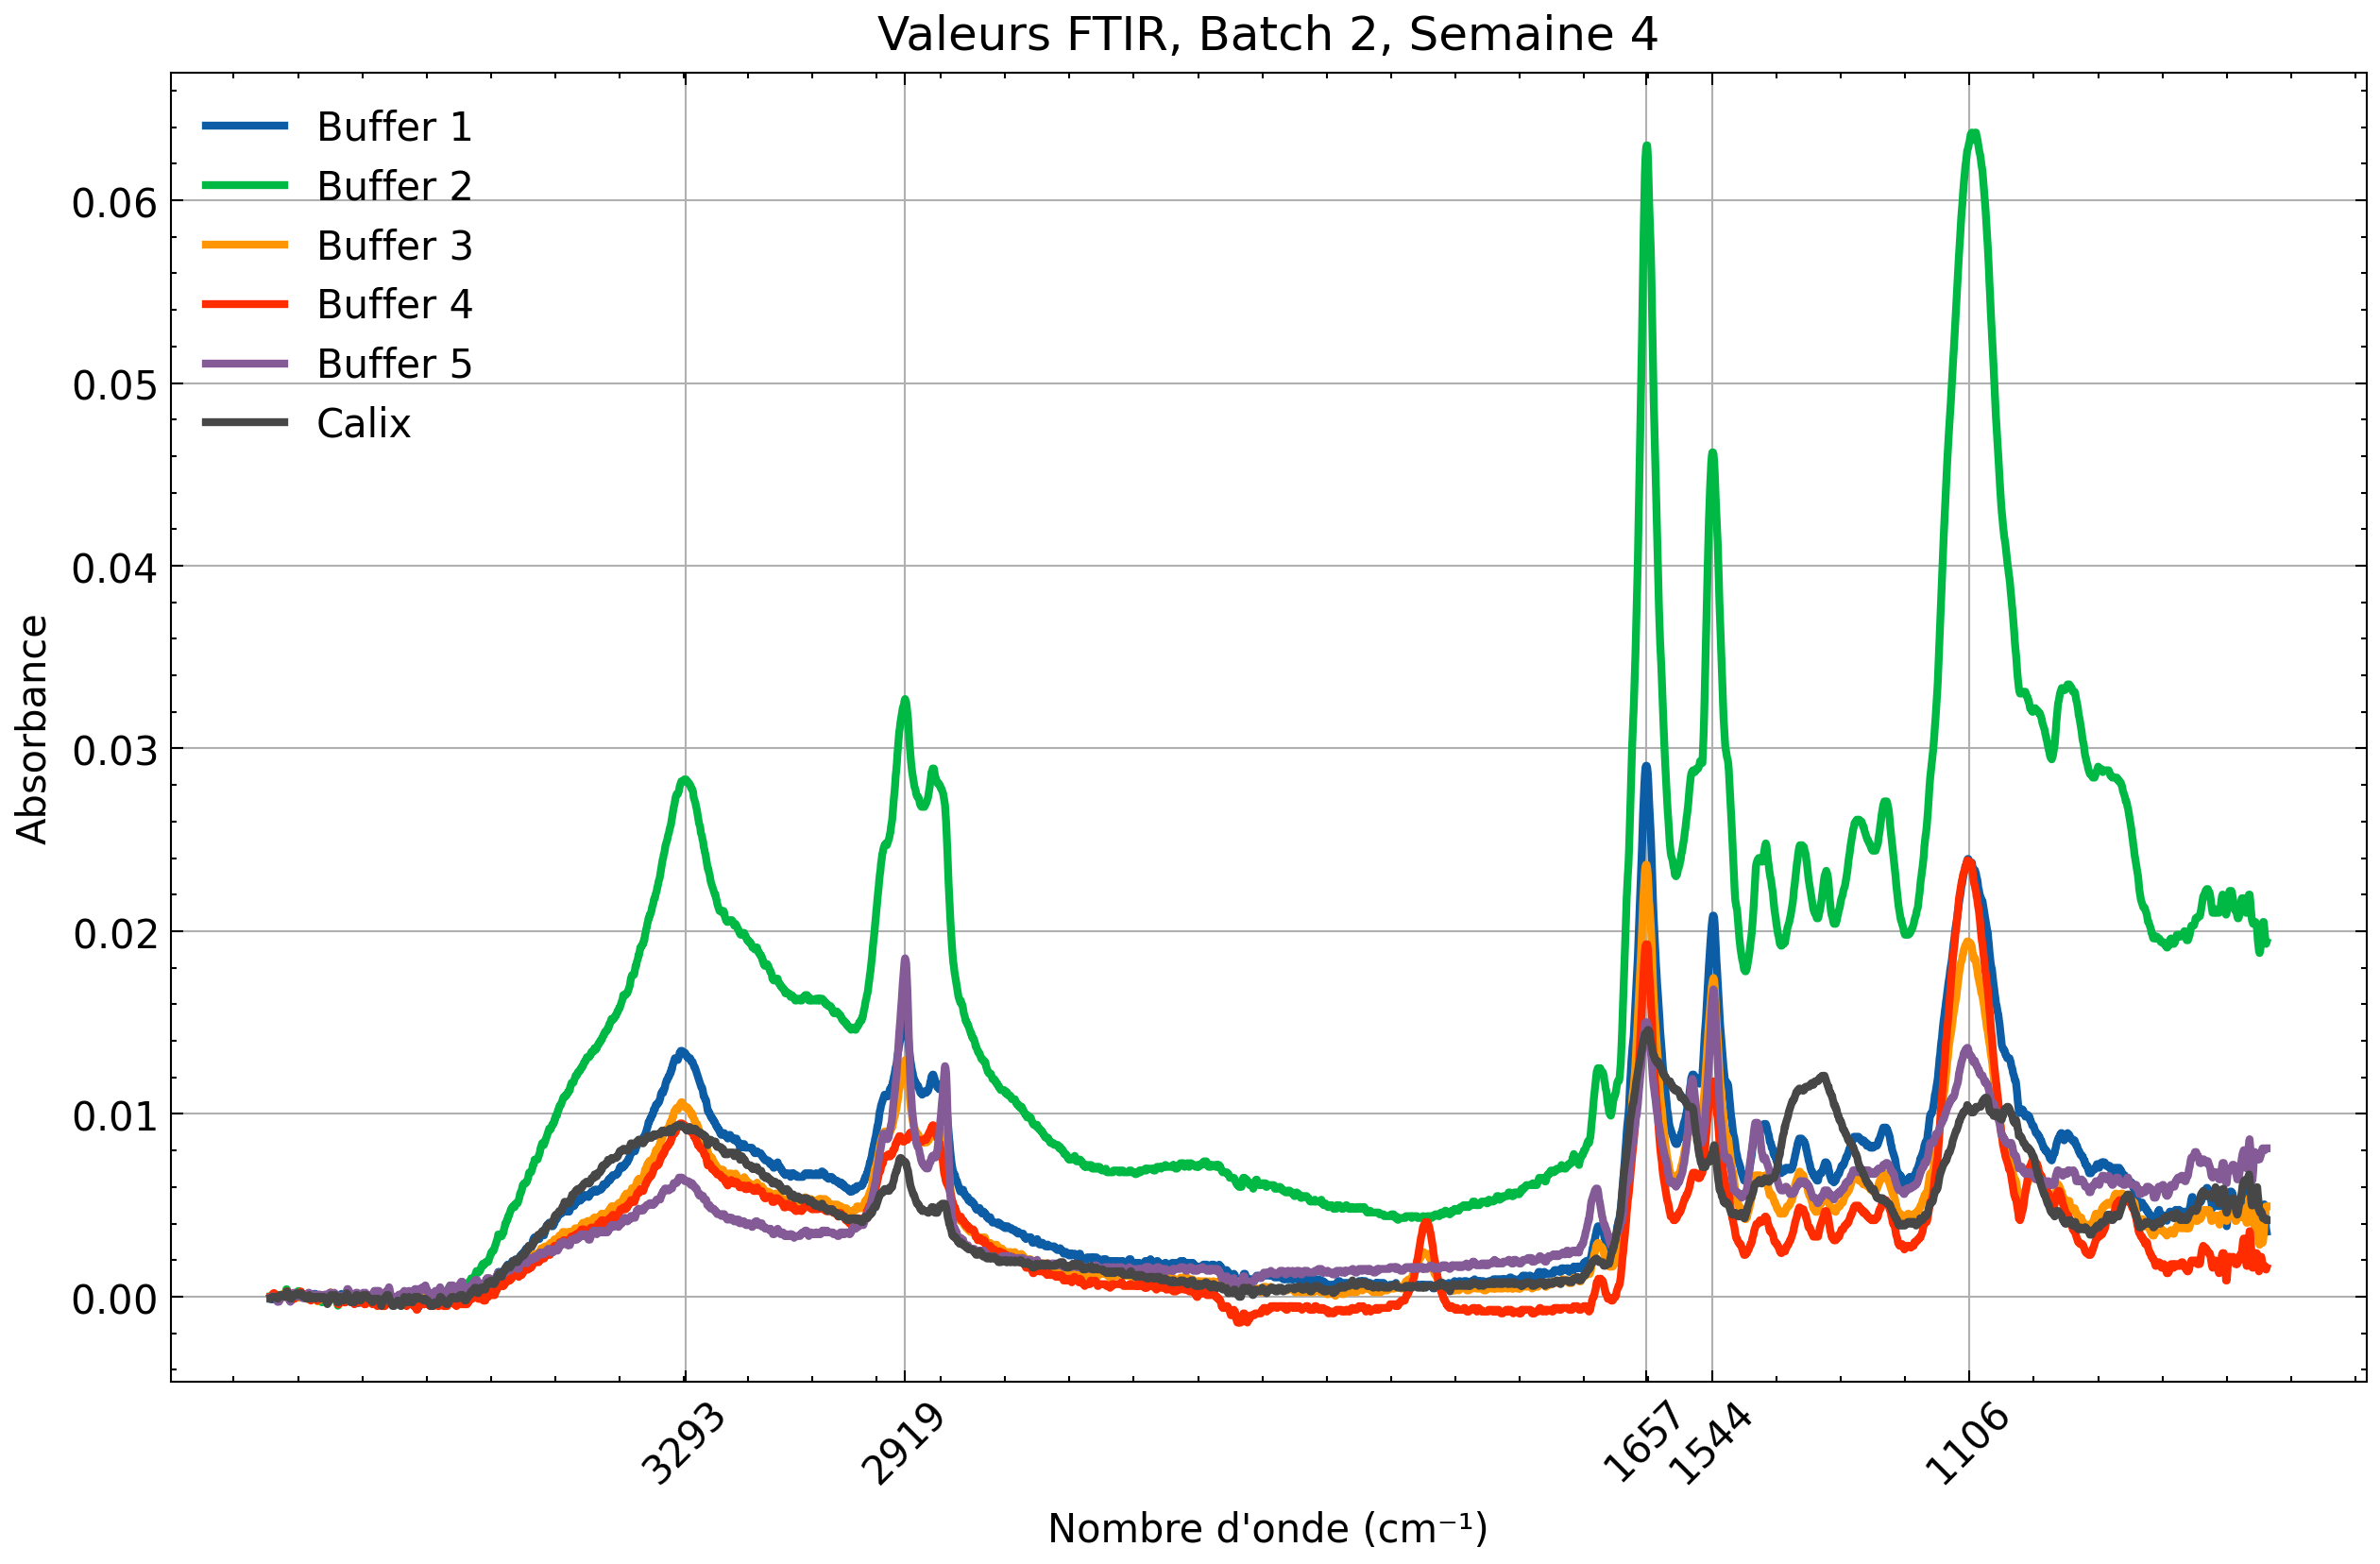 Valeurs FTIR, Batch 2, Semaine 4
Buffer 1
Buffer 2
Buffer 3
Buffer 4
Buffer 5
Calix
0.06
0.05
0.04
0.03
0.02
0.01
0.00
Absorbance
3293
2919
1657
1544
1106
Nombre d'onde (cm⁻¹)